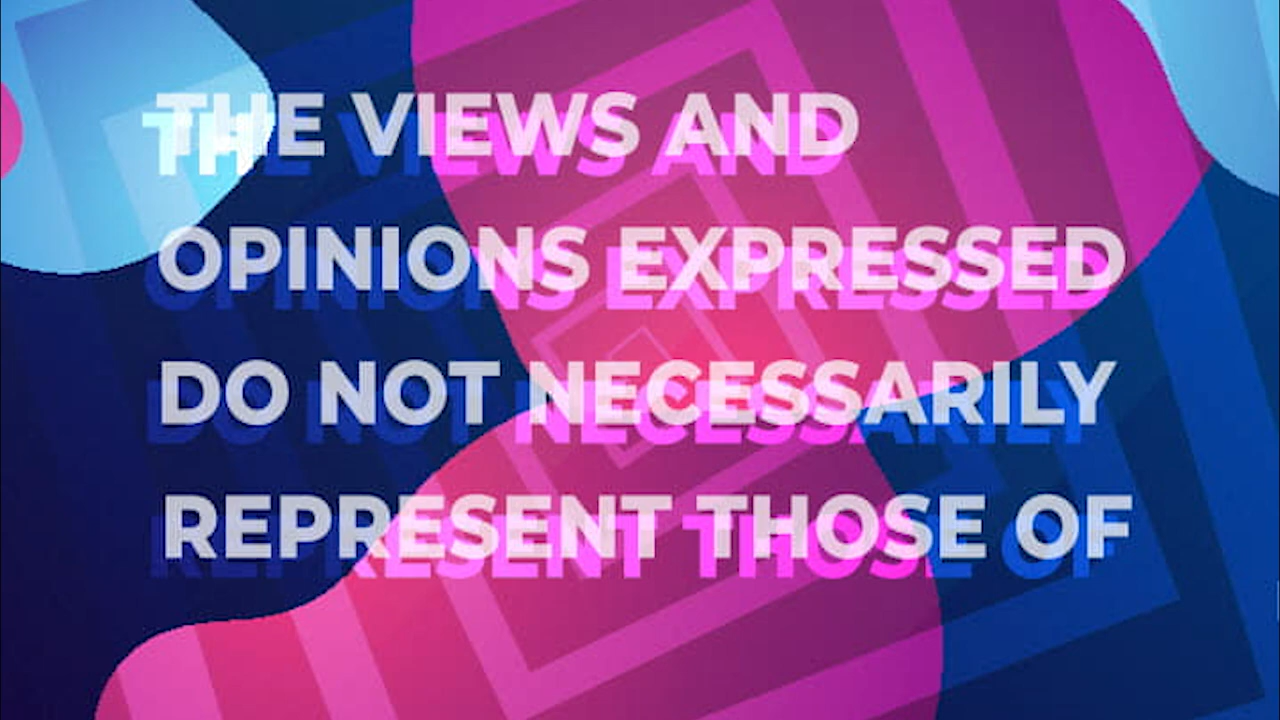 THE VIEWS AND
OPINIONS EXPRESSED
DO NOT NECESSARILY
REPRESENT THOSE OF